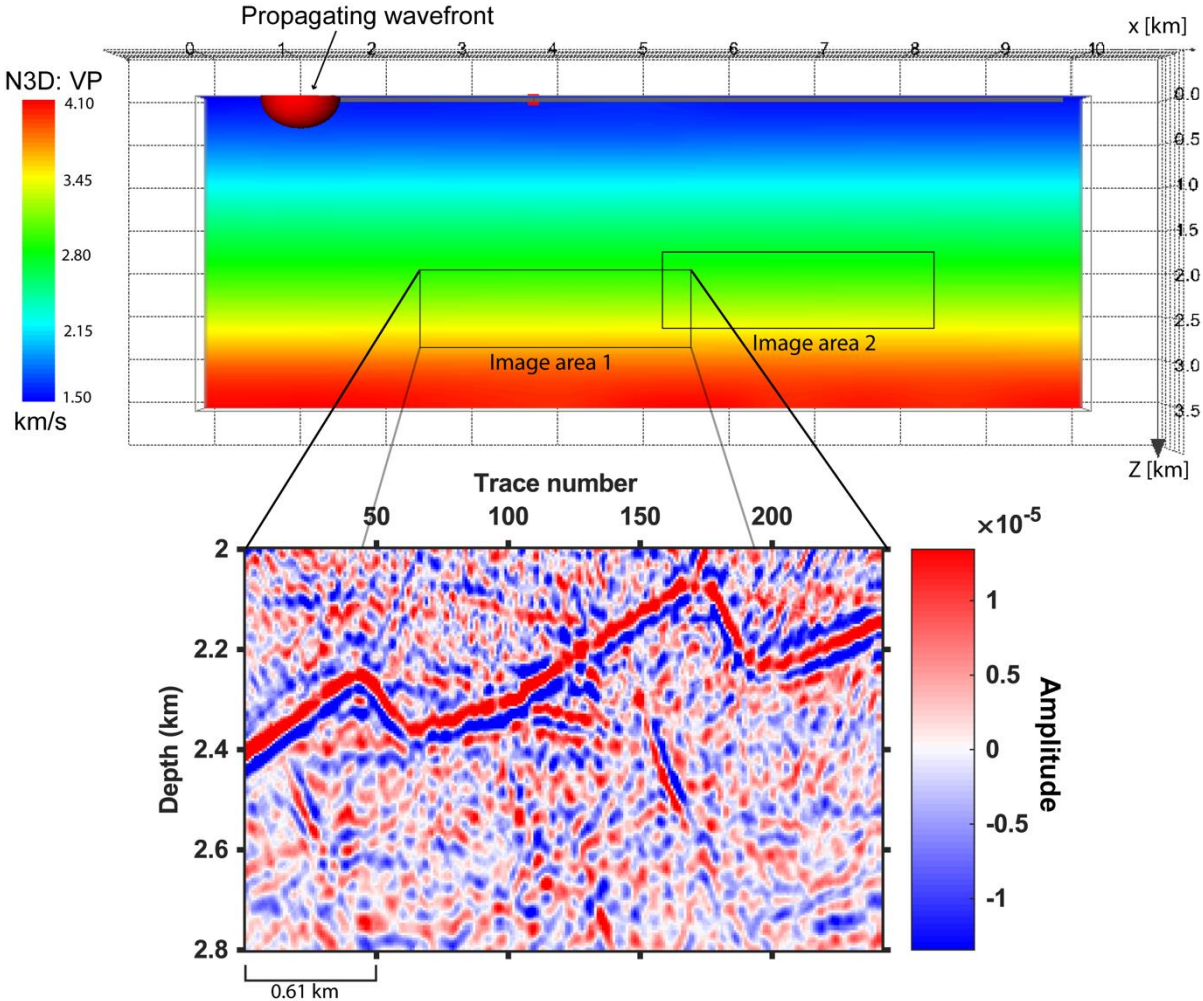 Propagating wavefront
x [km]
0 1 2 3 4 5 6 7 8 9 10
N3D: VP
4.10
3.45
2.80
2.15
1.50
km/s
0.0
0.5
1.0
1.5
2.0
2.5
3.0
3.5
Z [km]
Image area 1
Image area 2
Trace number
50 100 150 200
×10-5
2
2.2
2.4
2.6
2.8
Depth (km)
1
0.5
0
-0.5
-1
Amplitude
0.61 km